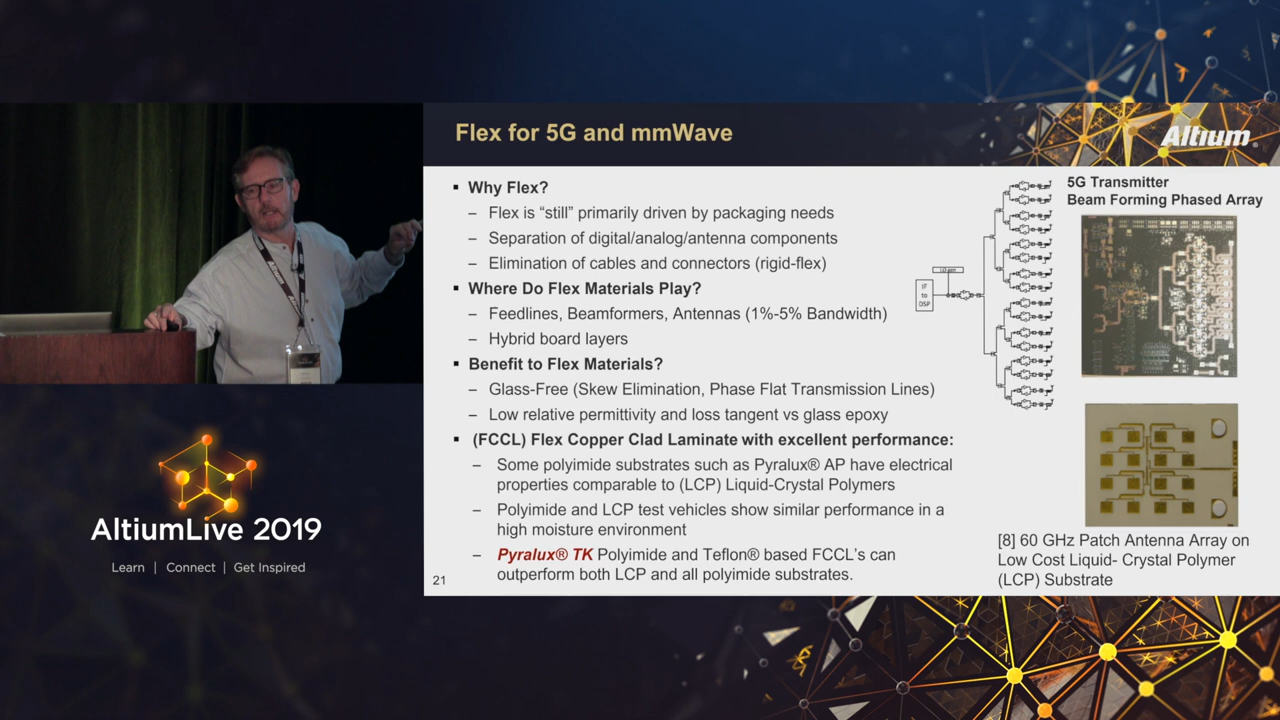 Flex for 5G and mmWave
Altium
▪ Why Flex?
– Flex is “still” primarily driven by packaging needs
– Separation of digital/analog/antenna components
– Elimination of cables and connectors (rigid-flex)
▪ Where Do Flex Materials Play?
– Feedlines, Beamformers, Antennas (1%-5% Bandwidth)
– Hybrid board layers
▪ Benefit to Flex Materials?
– Glass-Free (Skew Elimination, Phase Flat Transmission Lines)
– Low relative permittivity and loss tangent vs glass epoxy
▪ (FCCL) Flex Copper Clad Laminate with excellent performance:
– Some polyimide substrates such as Pyralux® AP have electrical
properties comparable to (LCP) Liquid-Crystal Polymers
– Polyimide and LCP test vehicles show similar performance in a
high moisture environment
– Pyralux® TK Polyimide and Teflon® based FCCL’s can
outperform both LCP and all polyimide substrates.
21
5G Transmitter
Beam Forming Phased Array
IF
to
DSP
[8] 60 GHz Patch Antenna Array on
Low Cost Liquid- Crystal Polymer
(LCP) Substrate
Altium
AltiumLive 2019
Learn | Connect | Get Inspired